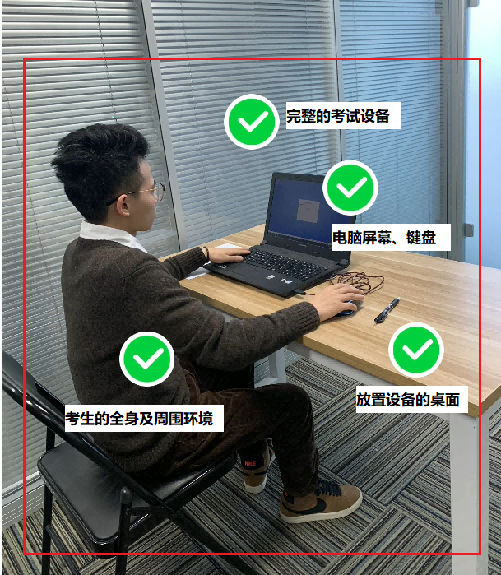 完整的考试设备
电脑屏幕、键盘
放置设备的桌面
考生的全身及周围环境